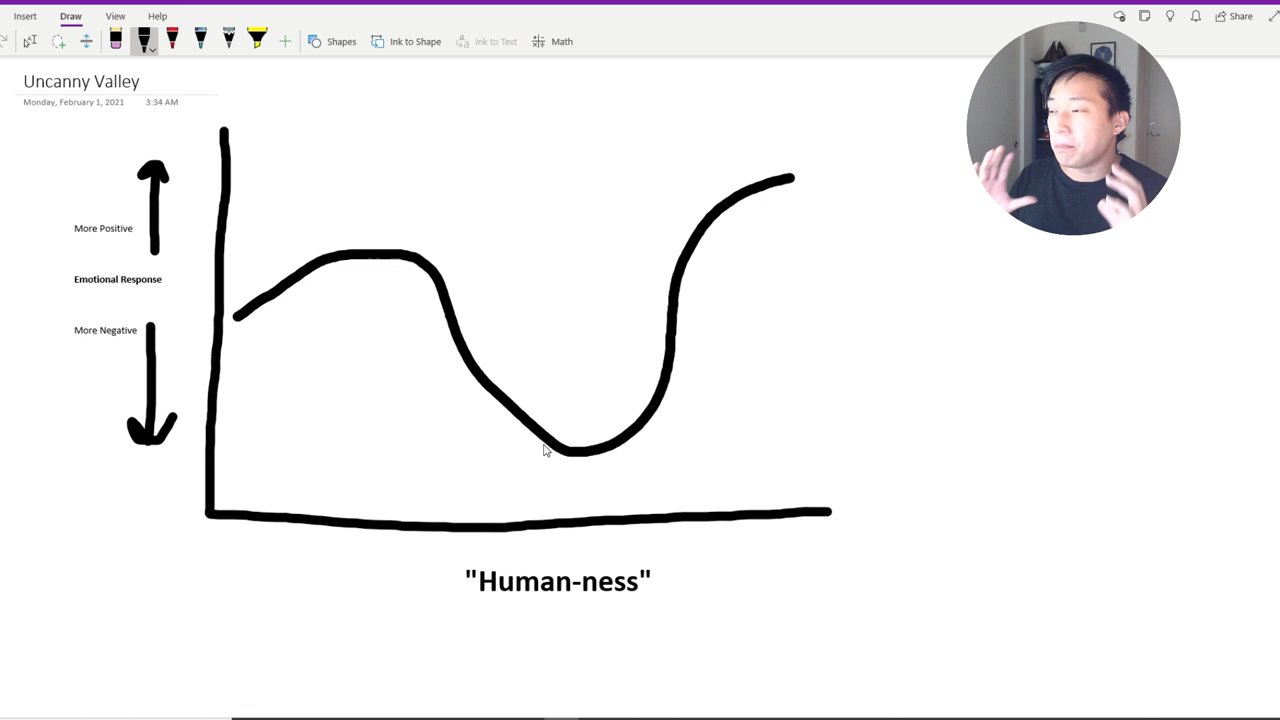 Insert Draw View Help
Share
Shapes Ink to Shape Ink to Text Math
Uncanny Valley
Monday, February 1, 2021 3:34 AM
More Positive
Emotional Response
More Negative
"Human-ness"